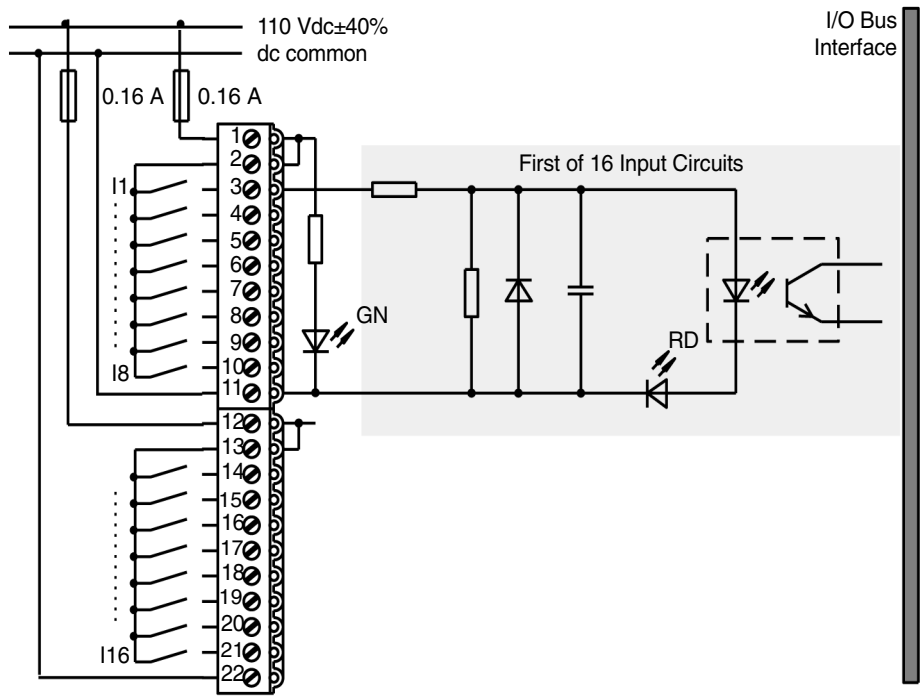 110 Vdc±40%
dc common
I/O Bus
Interface
0.16 A
0.16 A
First of 16 Input Circuits
1
2
I1
3
4
5
6
7
8
9
I8
10
11
GN
RD
12
13
14
15
16
17
18
19
20
I16
21
22